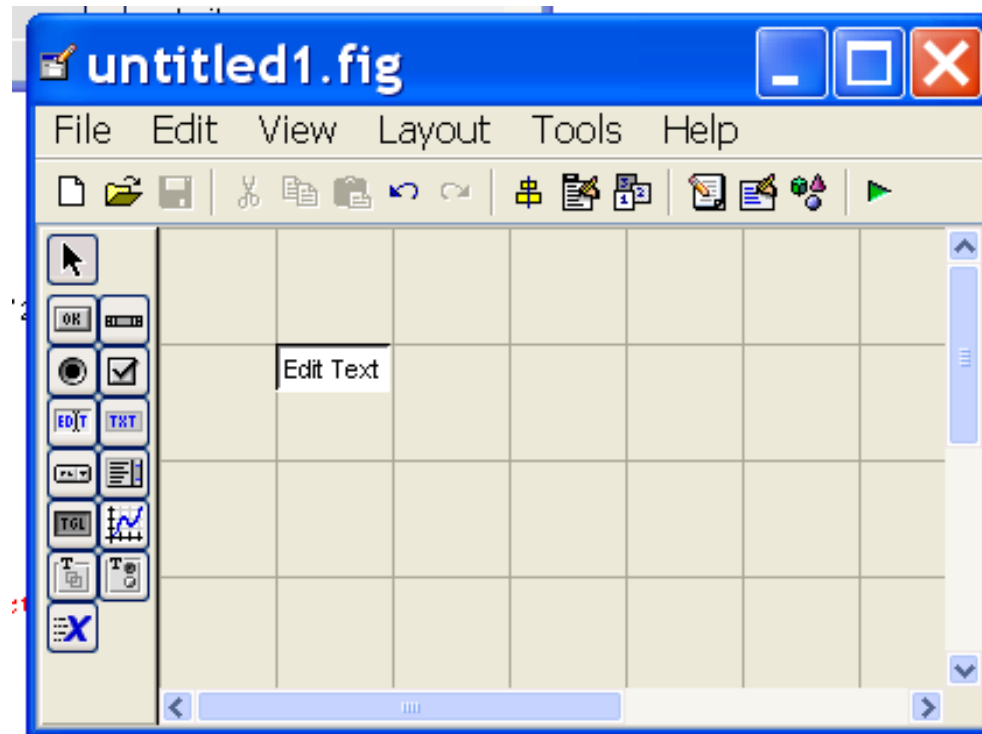 untitled1.fig
File Edit View Layout Tools Help
OK
Edit Text
EDIT TXT
TGL
T T
X